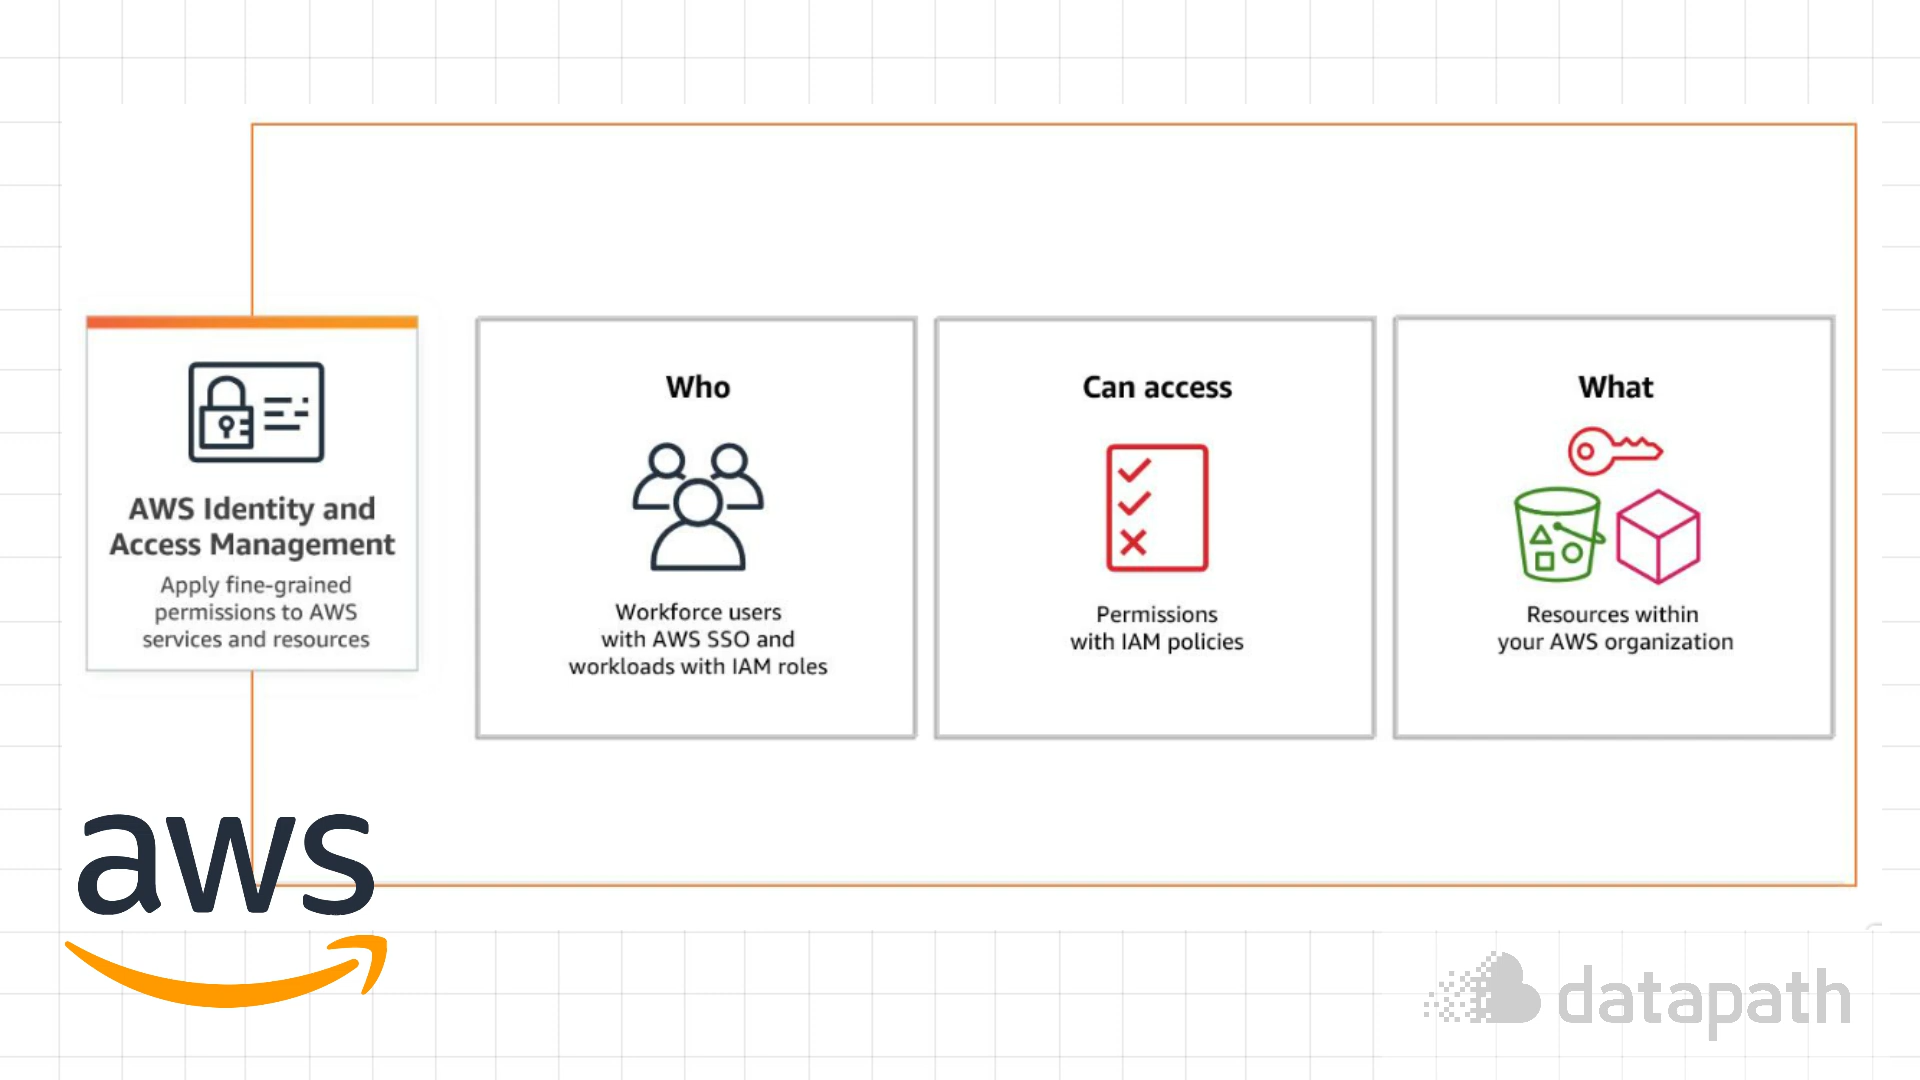 AWS Identity and
Access Management
Apply fine-grained
permissions to AWS
services and resources
Who
Workforce users
with AWS SSO and
workloads with IAM roles
Can access
Permissions
with IAM policies
What
Resources within
your AWS organization
aws
datapath